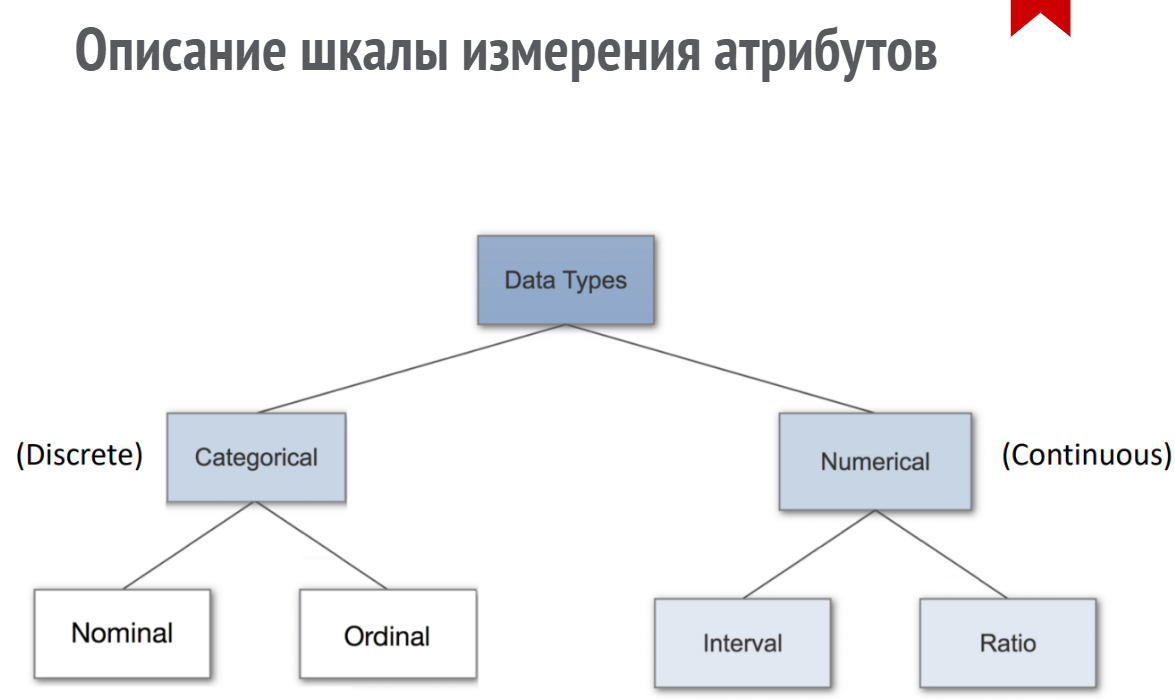 Описание шкалы измерения атрибутов
Data Types
(Discrete)
Categorical
Numerical
(Continuous)
Nominal
Ordinal
Interval
Ratio